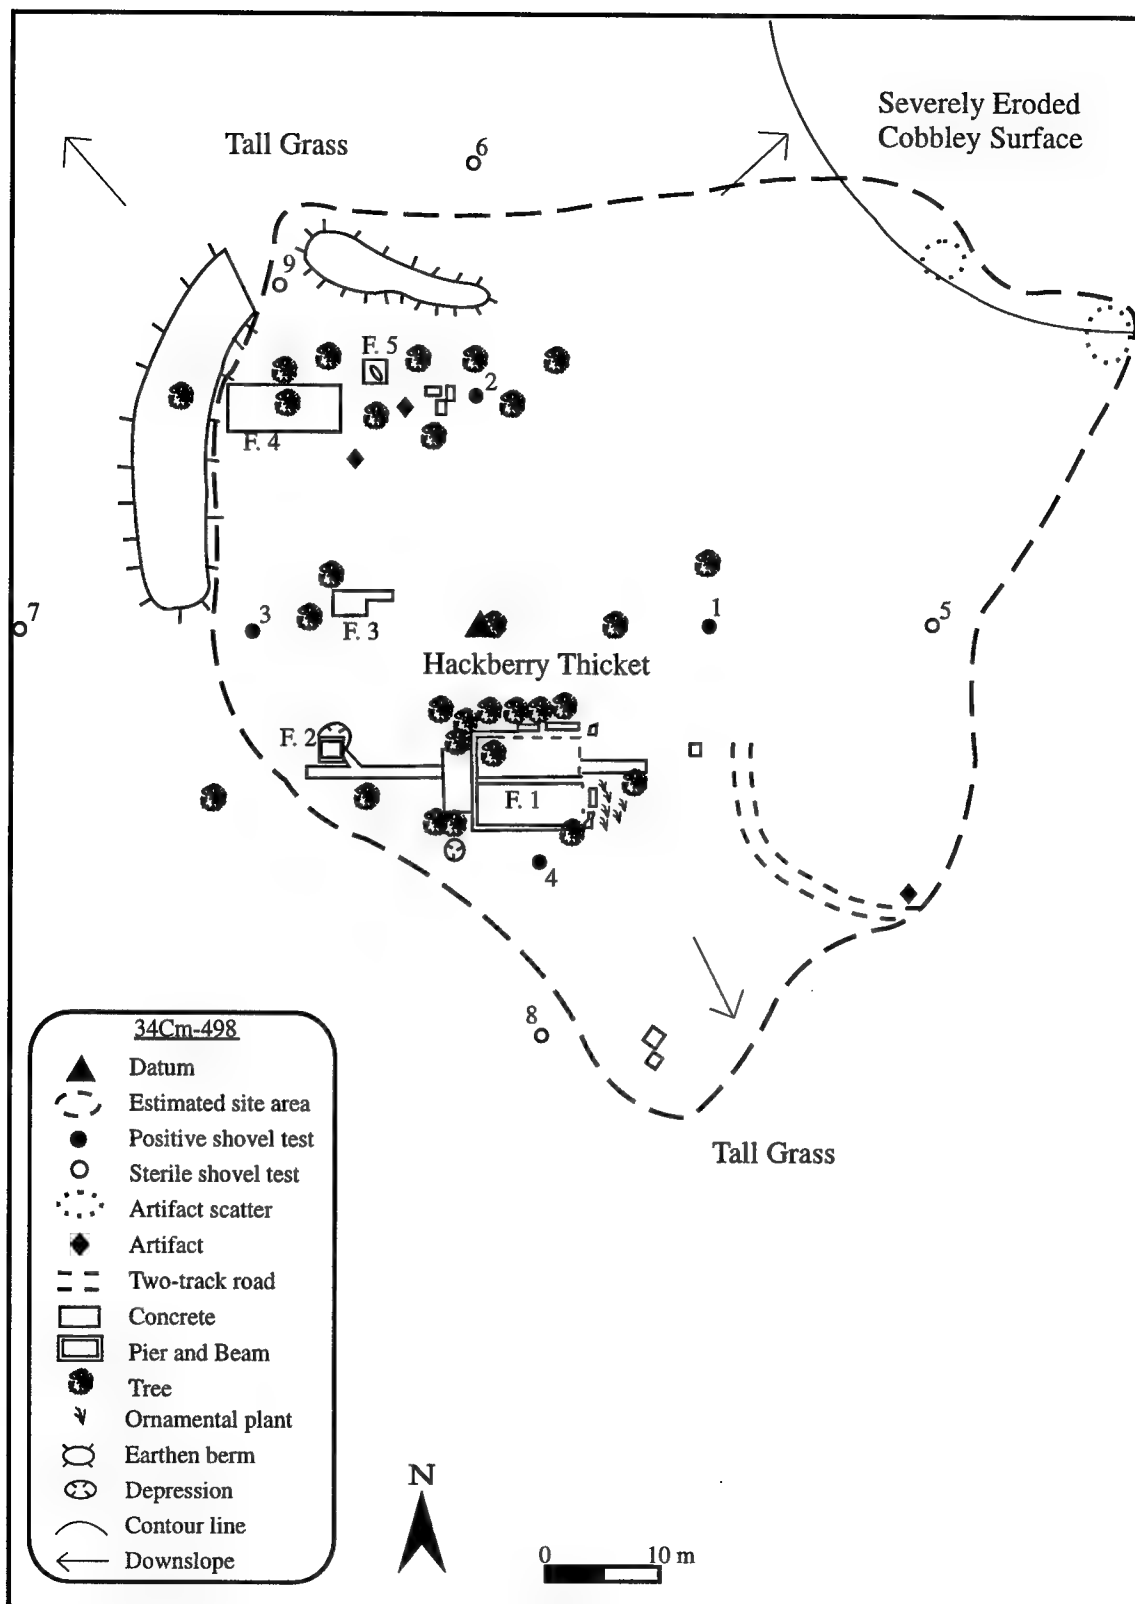 Severely Eroded
Cobbley Surface
Tall Grass
6
9
F. 5
2
F. 4
1
5
7
3
F. 3
Hackberry Thicket
F. 2
F. 1
4
8
Tall Grass
34Cm-498
Datum
Estimated site area
Positive shovel test
Sterile shovel test
Artifact scatter
Artifact
Two-track road
Concrete
Pier and Beam
Tree
Ornamental plant
Earthen berm
Depression
Contour line
Downslope
N
0 10 m